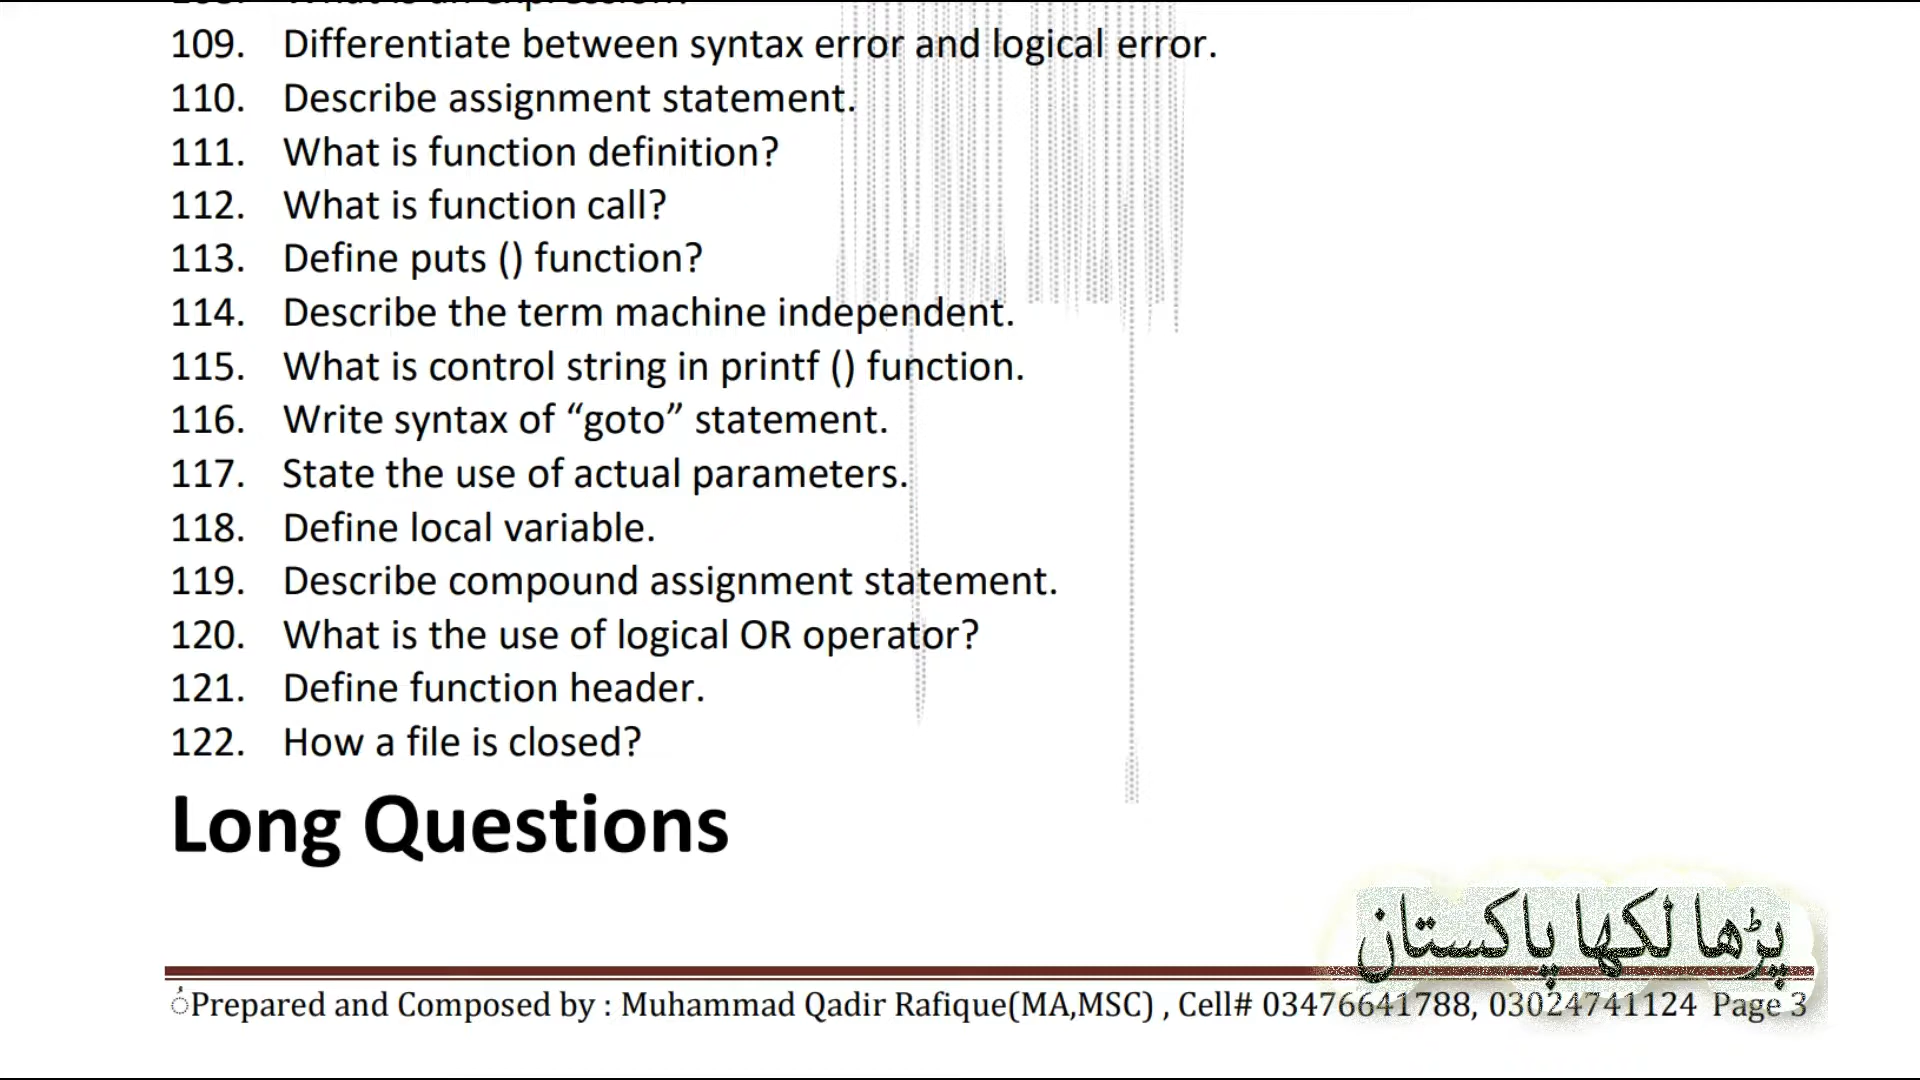 109. Differentiate between syntax error and logical error.
110. Describe assignment statement.
111. What is function definition?
112. What is function call?
113. Define puts () function?
114. Describe the term machine independent.
115. What is control string in printf () function.
116. Write syntax of “goto” statement.
117. State the use of actual parameters.
118. Define local variable.
119. Describe compound assignment statement.
120. What is the use of logical OR operator?
121. Define function header.
122. How a file is closed?
Long Questions
پڑھا لکھا پاکستان
Prepared and Composed by : Muhammad Qadir Rafique(MA,MSC) , Cell# 03476641788, 03024741124 Page 3